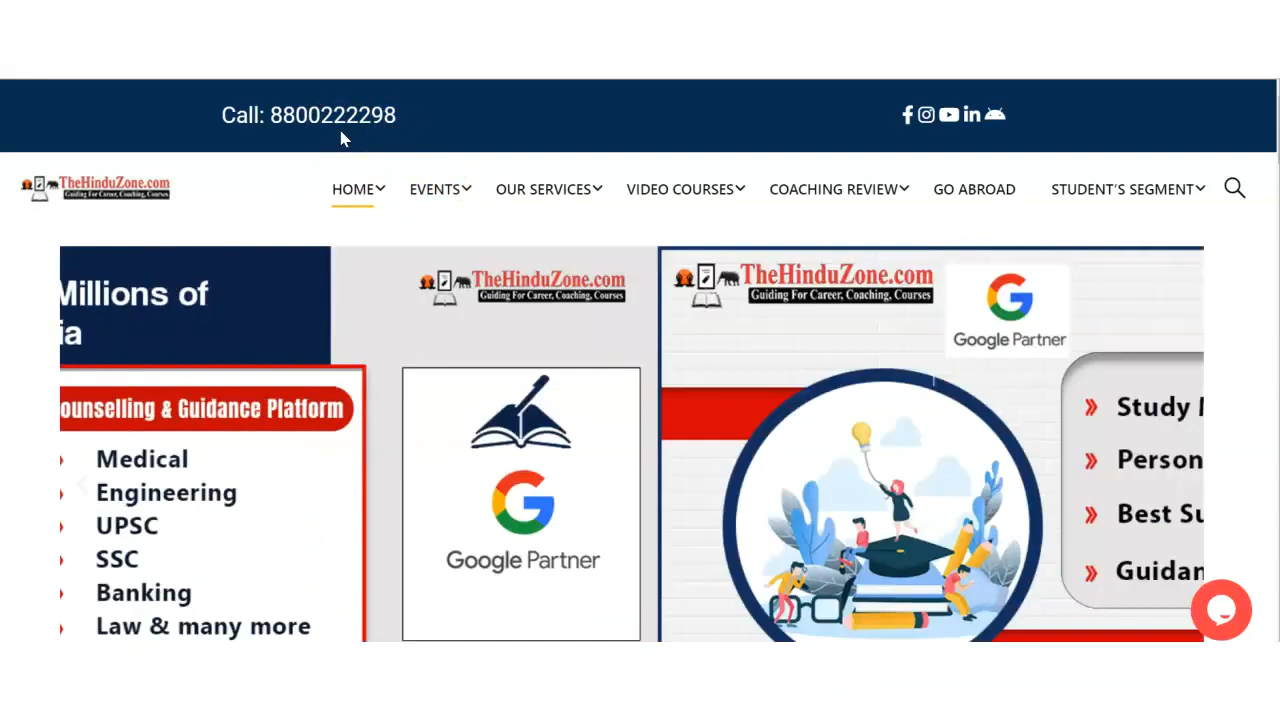 Call: 8800222298
TheHinduZone.com
Guiding For Career, Coaching, Courses
HOME
EVENTS
OUR SERVICES
VIDEO COURSES
COACHING REVIEW
GO ABROAD
STUDENT'S SEGMENT
Millions of
ia
ounselling & Guidance Platform
Medical
Engineering
UPSC
SSC
Banking
Law & many more
TheHinduZone.com
Guiding For Career, Coaching, Courses
Google Partner
TheHinduZone.com
Guiding For Career, Coaching, Courses
Google Partner
Study
Person
Best Su
Guidan